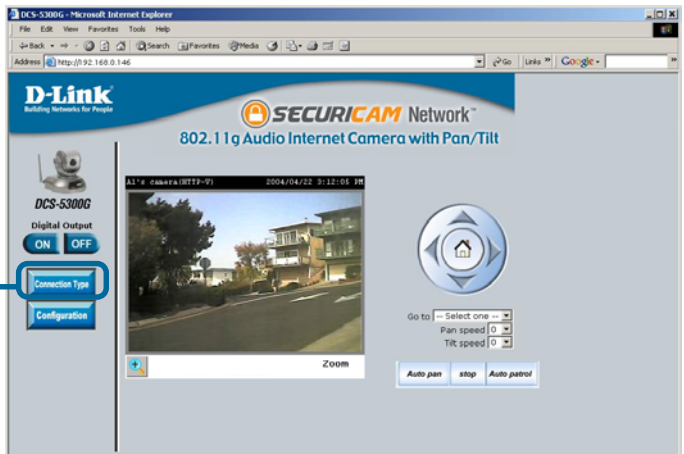 DCS-5300G - Microsoft Internet Explorer
File Edit View Favorites Tools Help
Back Search Favorites Media
Address http://192.168.0.146 Go Links » Google »
D-Link
Building Networks for People
SECURICAM Network™
802.11g Audio Internet Camera with Pan/Tilt
DCS-5300G
Digital Output
ON OFF
Connection Type
Configuration
Al's camera(HTTP-V) 2004/04/22 3:12:05 PM
Zoom
Go to -- Select one --
Pan speed 0
Tilt speed 0
Auto pan stop Auto patrol